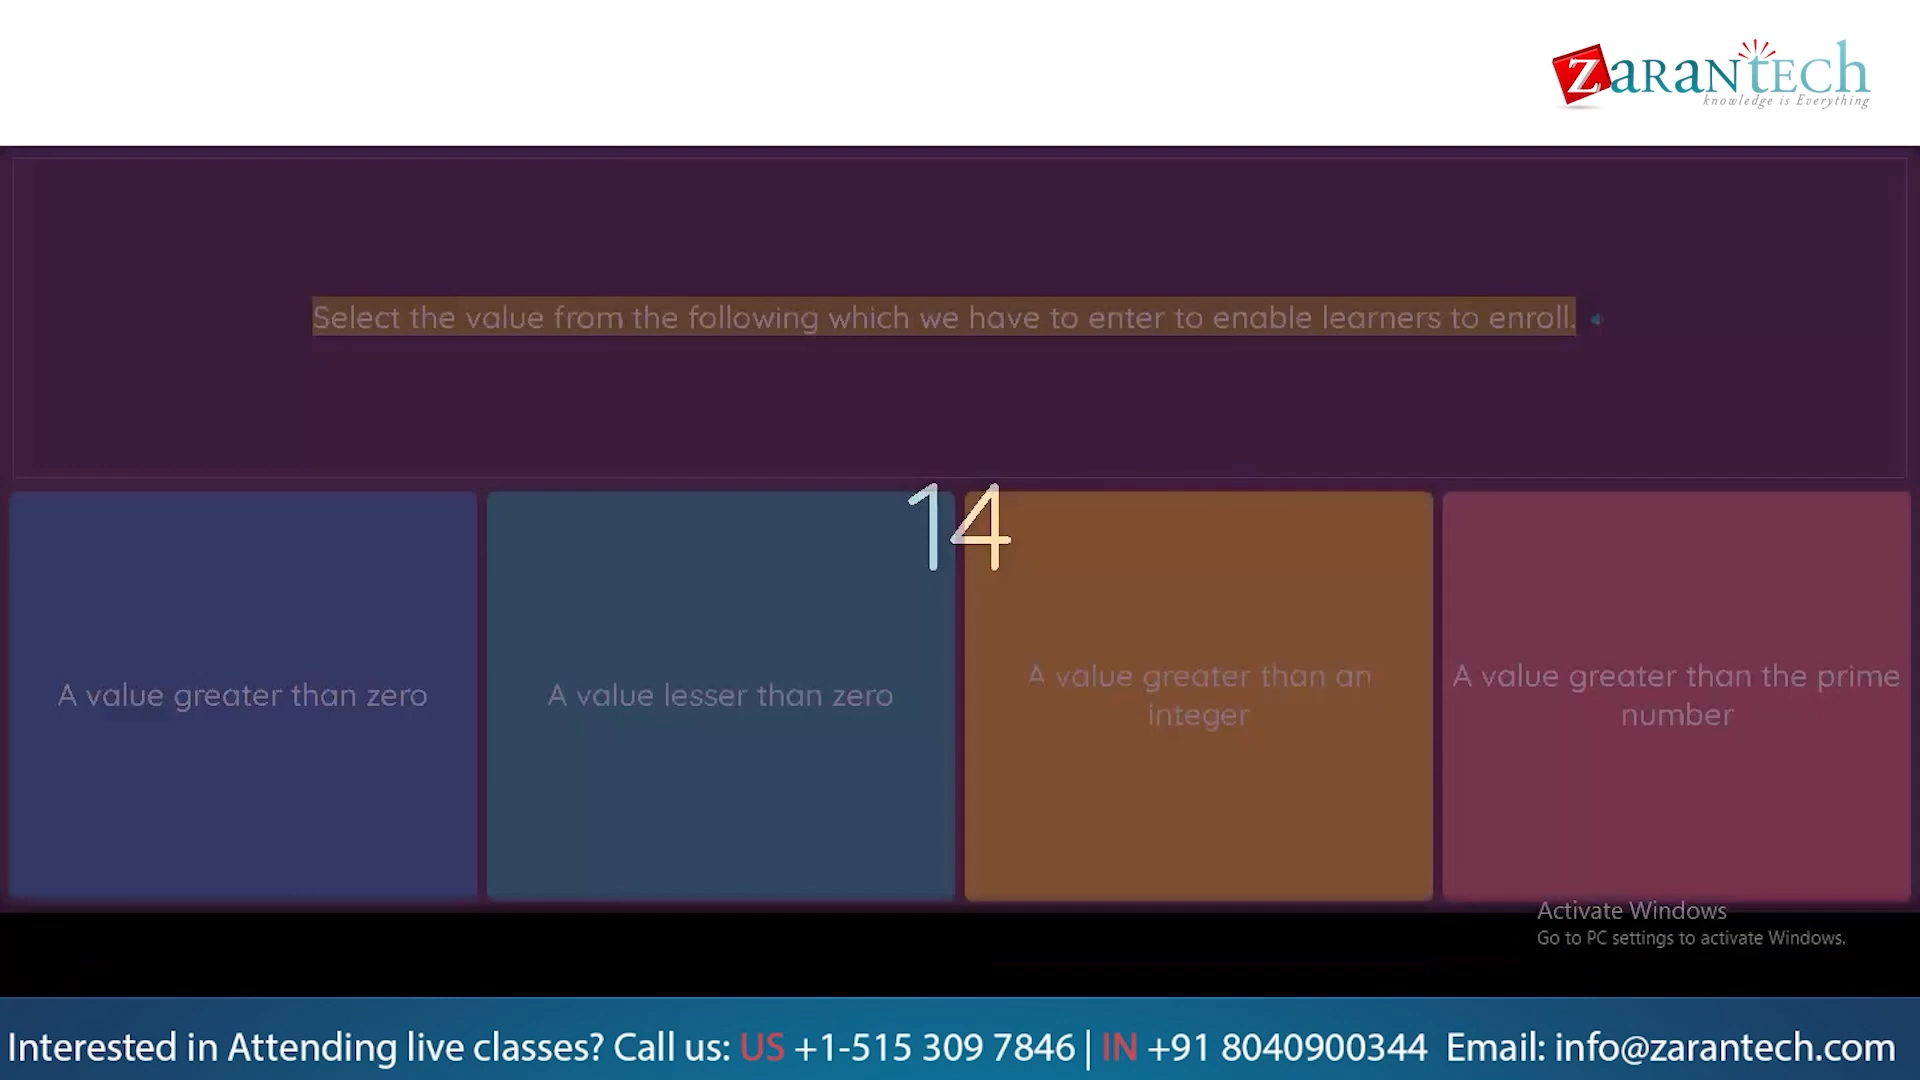 ZaranTech
knowledge is Everything
Select the value from the following which we have to enter to enable learners to enroll.
14
A value greater than zero
A value lesser than zero
A value greater than an
integer
A value greater than the prime
number
Activate Windows
Go to PC settings to activate Windows.
Interested in Attending live classes? Call us: US +1-515 309 7846 | IN +91 8040900344 Email: info@zarantech.com